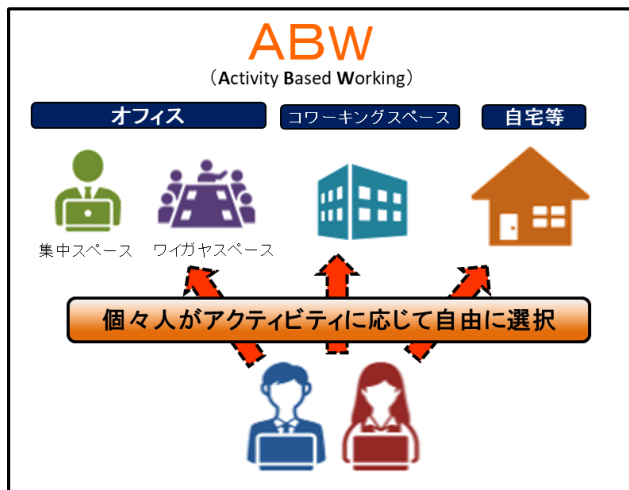 ABW
(Activity Based Working)
オフィス
コワーキングスペース
自宅等
集中スペース
ワイガヤスペース
個々人がアクティビティに応じて自由に選択